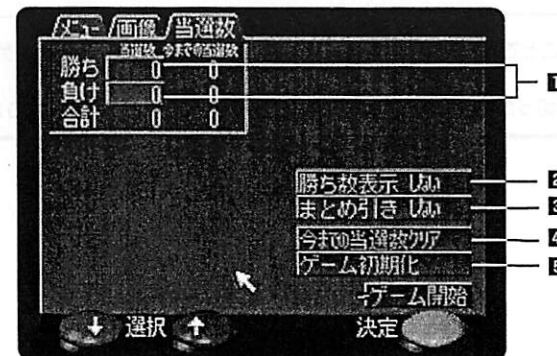 メニュー 画像 当選数
当選数 今までの当選数
勝ち 0 0
負け 0 0
合計 0 0
1
勝ち数表示 しない
2
まとめ引き しない
3
今までの当選数クリア
4
ゲーム初期化
5
ゲーム開始
↓ 選択 ↑ 決定